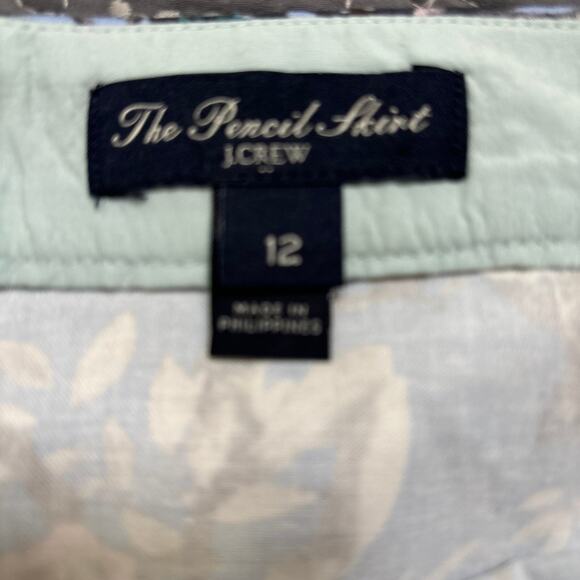 The Pencil Skirt
J.CREW
12
MADE IN
PHILIPPINES